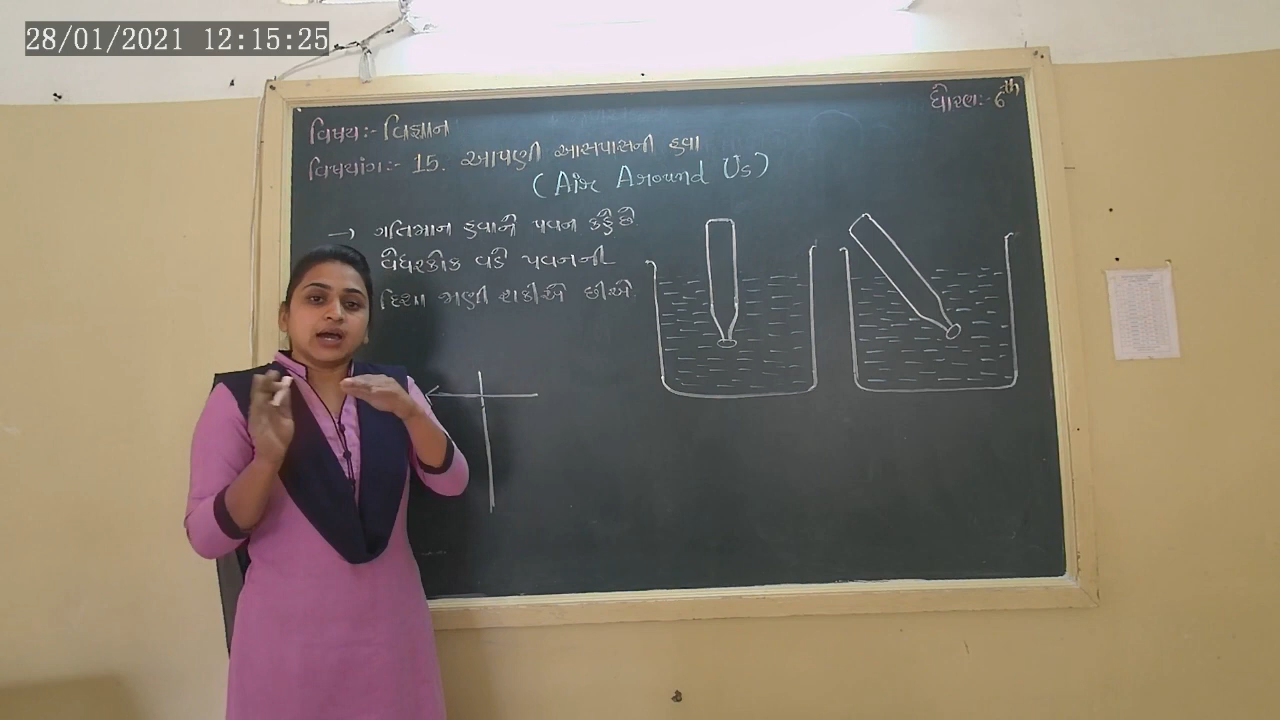 28/01/2021 12:15:25
ધોરણ:- 6th
વિષય:- વિજ્ઞાન
વિષયાંગ:- 15. આપણી આસપાસની હવા
(Air Around Us)
→ ગતિમાન હવાને પવન કહે છે.
વેધરકોક વડે પવનની
દિશા જાણી શકીએ છીએ.